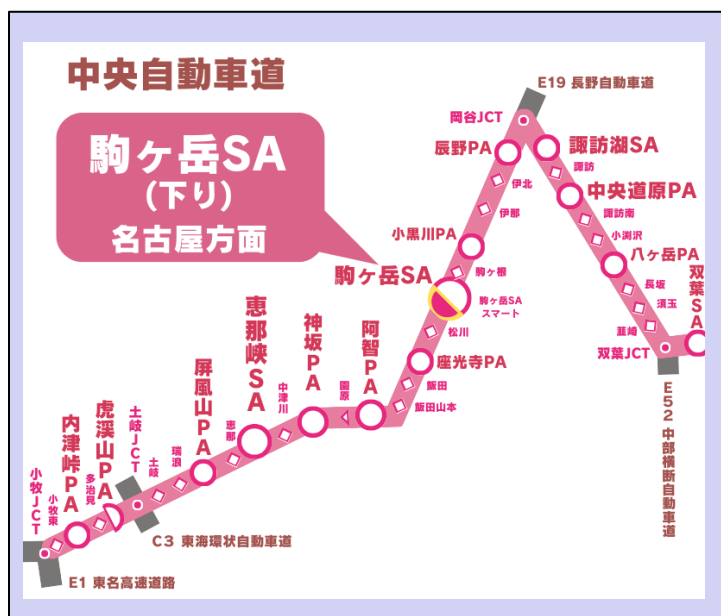 中央自動車道
駒ヶ岳SA
(下り)
名古屋方面
E19 長野自動車道
岡谷JCT
辰野PA
諏訪湖SA
諏訪
伊北
中央道原PA
伊那
諏訪南
小黒川PA
小渕沢
八ヶ岳PA
駒ヶ岳SA
駒ヶ根
長坂
双葉SA
須玉
駒ヶ岳SA
スマート
韮崎
松川
双葉JCT
座光寺PA
E52 中部横断自動車道
飯田
飯田山本
阿智PA
園原
神坂PA
中津川
恵那峡SA
恵那
屏風山PA
瑞浪
土岐
土岐JCT
虎渓山PA
多治見
内津峠PA
小牧東
小牧JCT
C3 東海環状自動車道
E1 東名高速道路